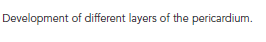 Development of different layers of the pericardium.